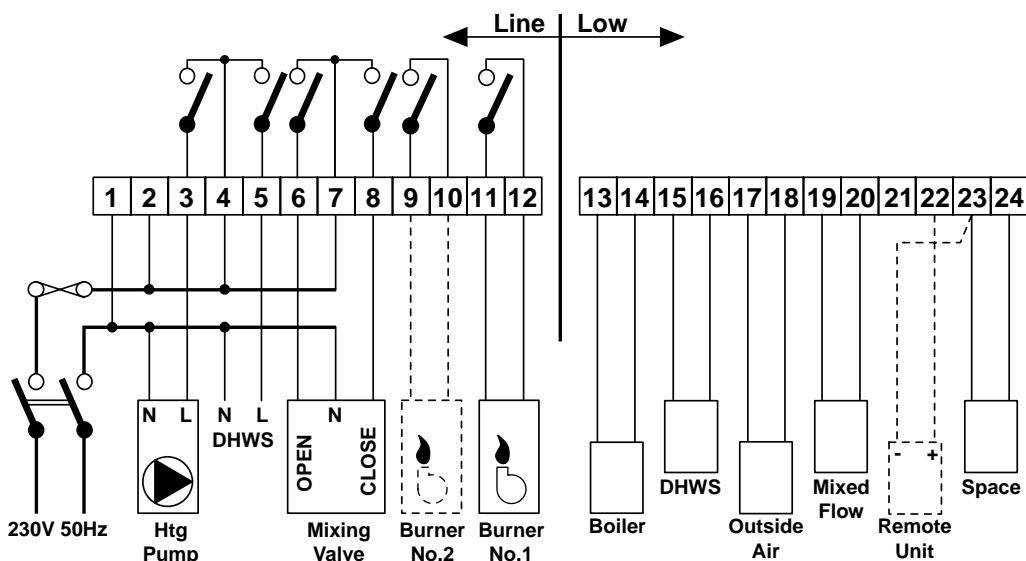 Line Low
1 2 3 4 5 6 7 8 9 10 11 12 13 14 15 16 17 18 19 20 21 22 23 24
N L N L N - +
DHWS
OPEN CLOSE
230V 50Hz
Htg
Pump
Mixing
Valve
Burner
No.2
Burner
No.1
Boiler
DHWS
Outside
Air
Mixed
Flow
Remote
Unit
Space